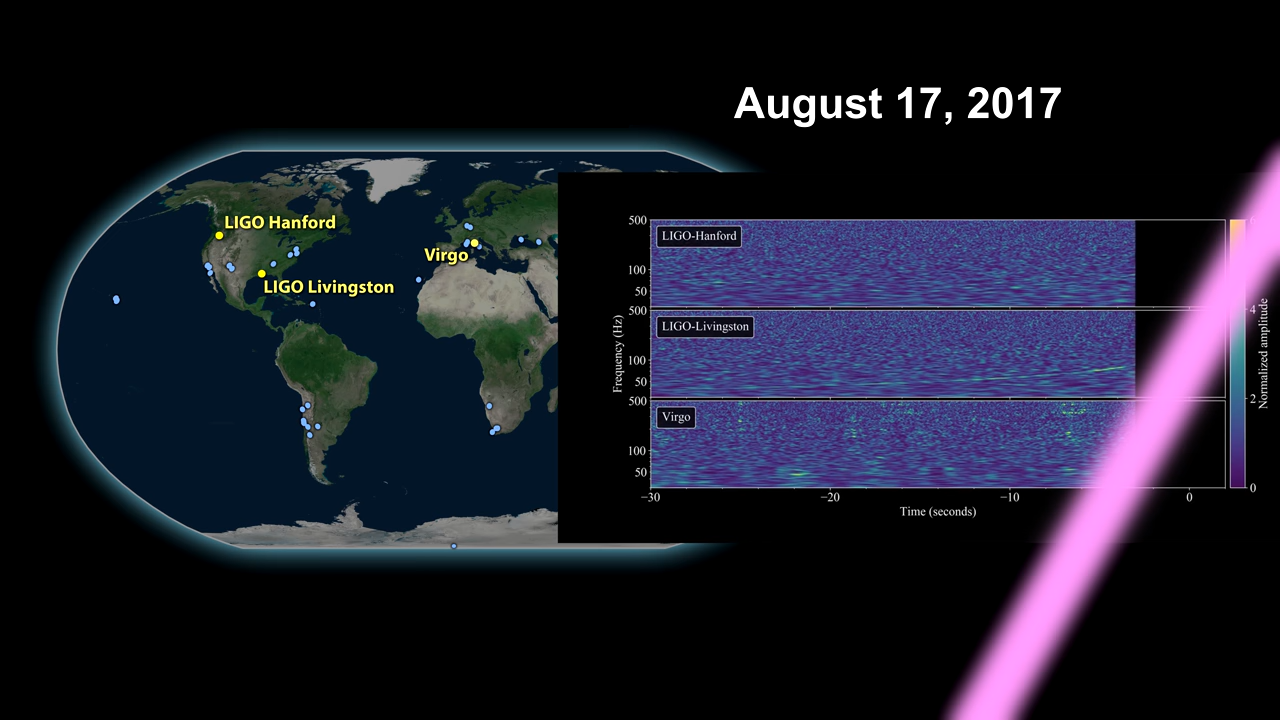 August 17, 2017
LIGO Hanford
Virgo
LIGO Livingston
500
LIGO-Hanford
100
50
500
LIGO-Livingston
100
50
500
Virgo
100
50
Frequency (Hz)
−30
−20
−10
0
Time (seconds)
4
2
0
Normalized amplitude